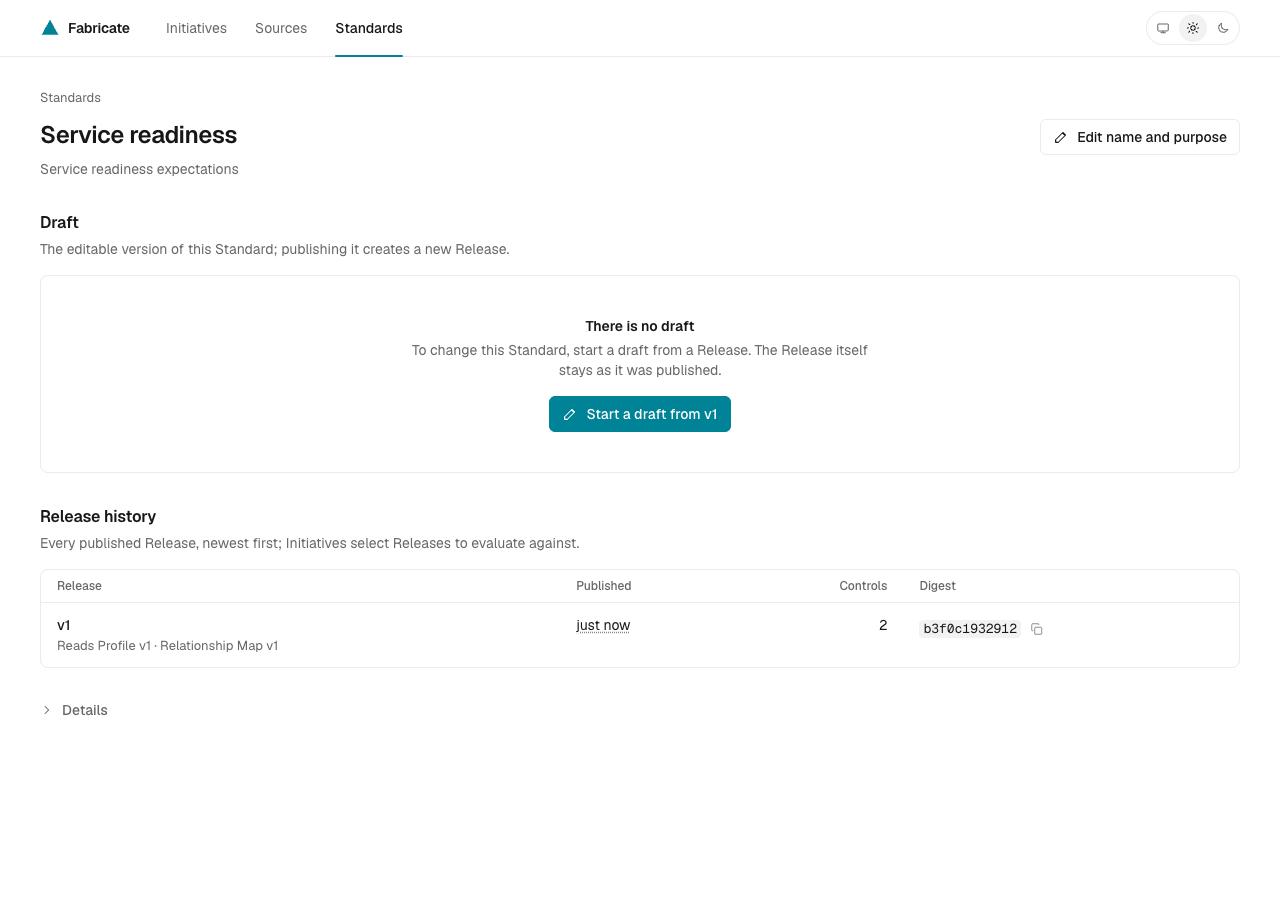 Fabricate
Initiatives
Sources
Standards
Standards
Service readiness
Edit name and purpose
Service readiness expectations
Draft
The editable version of this Standard; publishing it creates a new Release.
There is no draft
To change this Standard, start a draft from a Release. The Release itself
stays as it was published.
Start a draft from v1
Release history
Every published Release, newest first; Initiatives select Releases to evaluate against.
Release Published Controls Digest
v1 just now 2 b3f0c1932912
Reads Profile v1 · Relationship Map v1
Details